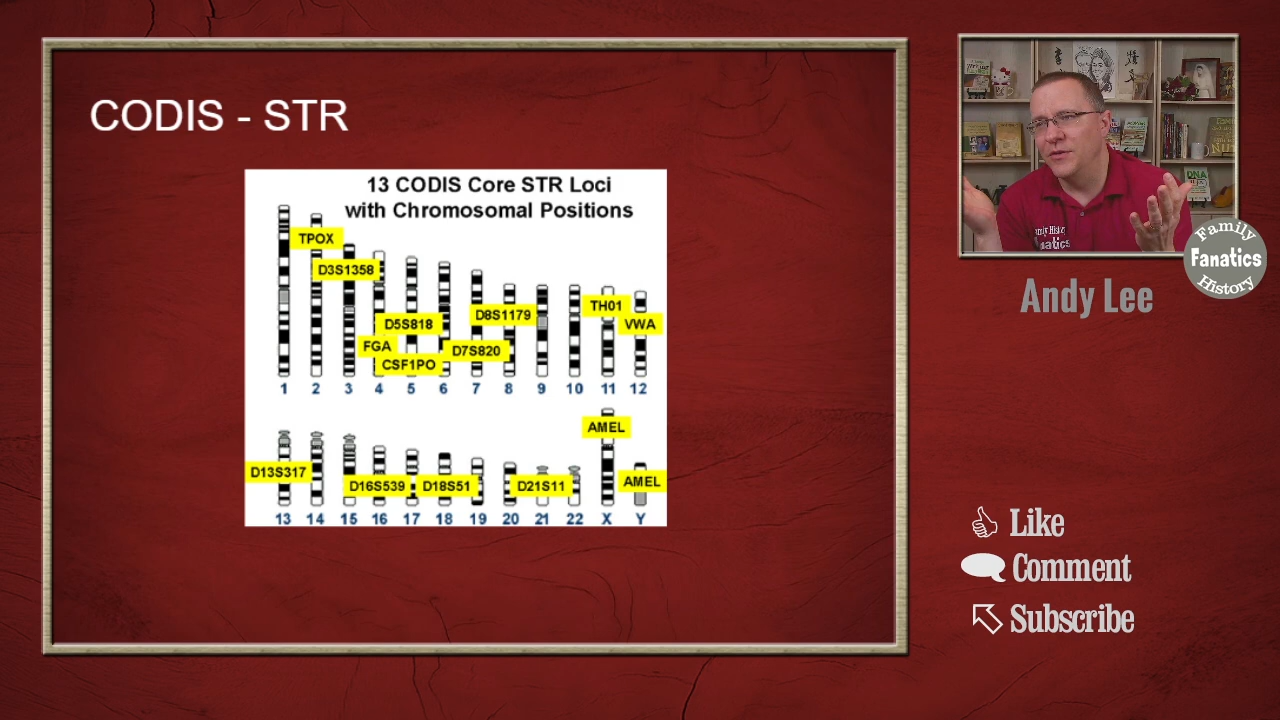 CODIS - STR
13 CODIS Core STR Loci
with Chromosomal Positions
TPOX
D3S1358
D5S818
FGA
CSF1PO
D7S820
D8S1179
TH01
VWA
1 2 3 4 5 6 7 8 9 10 11 12
AMEL
D13S317
D16S539
D18S51
D21S11
AMEL
13 14 15 16 17 18 19 20 21 22 X Y
DNA
Family
Fanatics
History
Andy Lee
Like
Comment
Subscribe